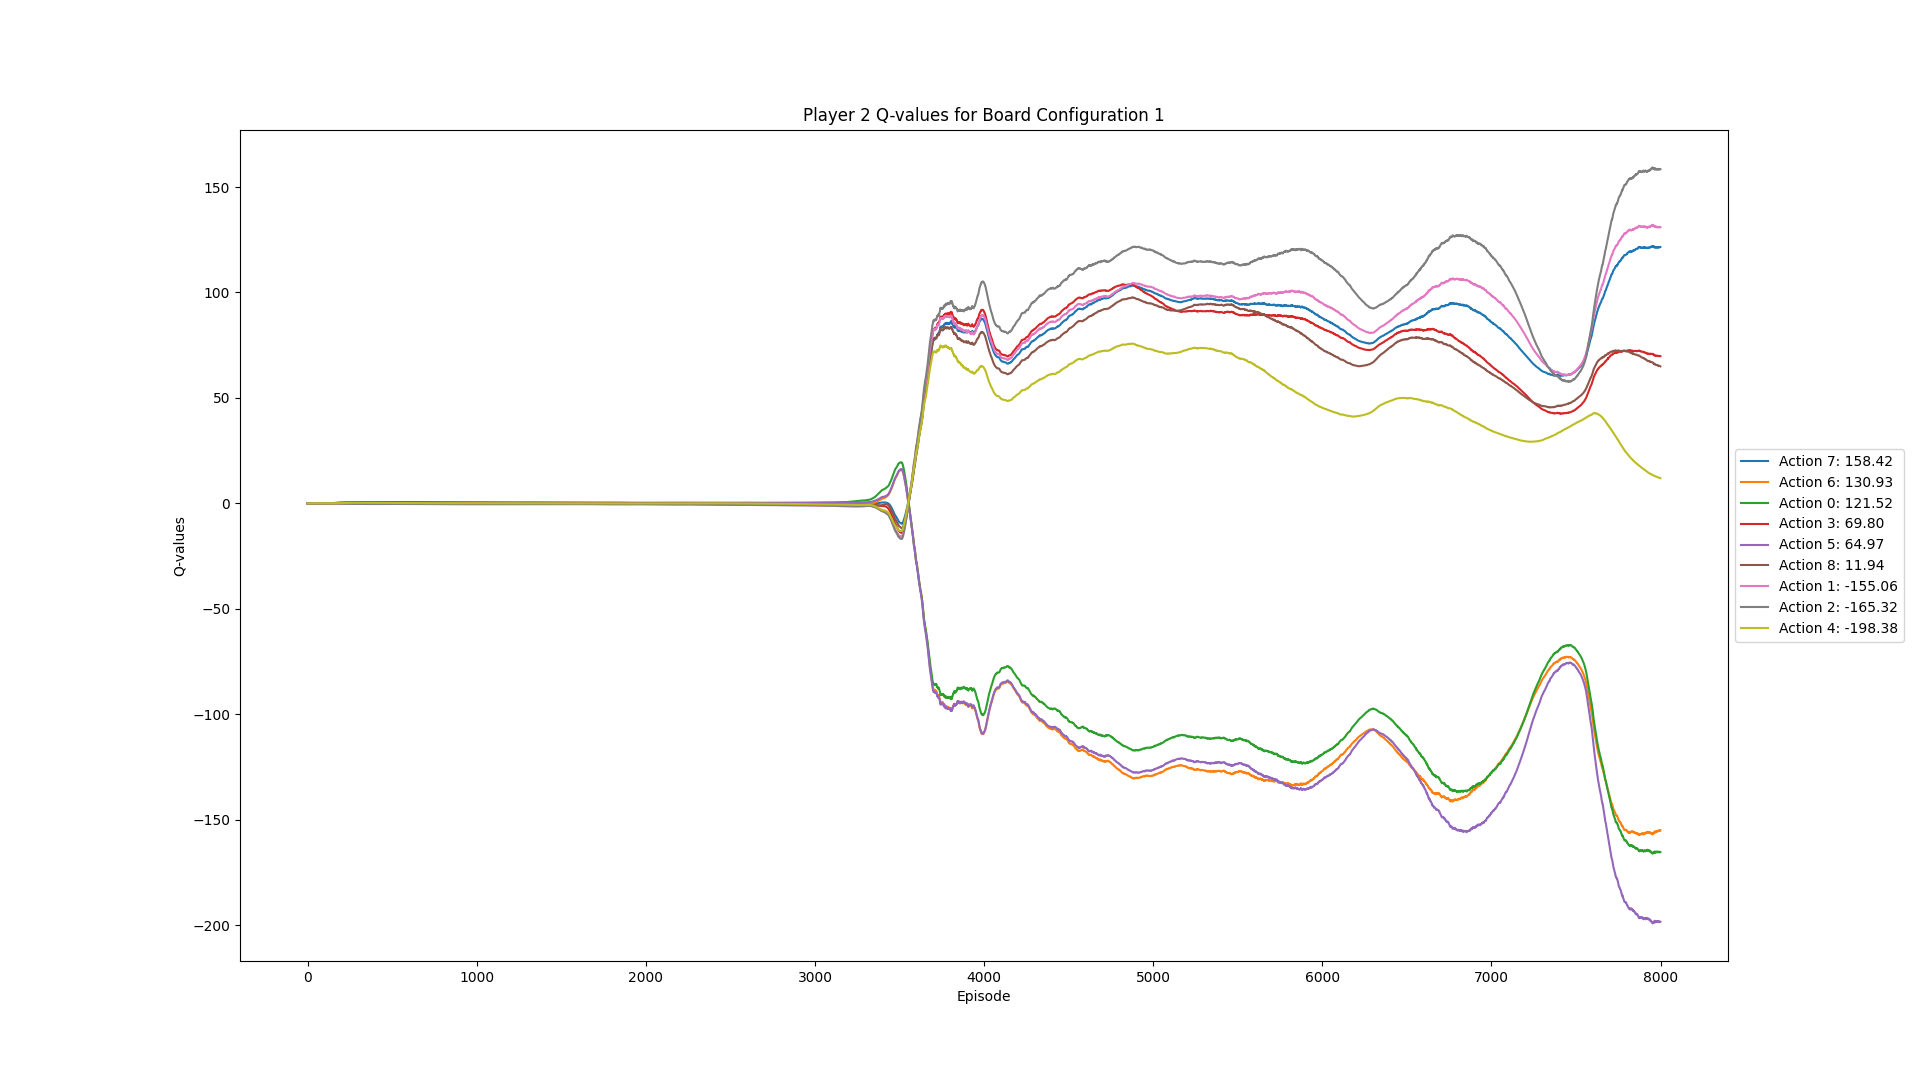 Player 2 Q-values for Board Configuration 1
150
100
50
0
−50
−100
−150
−200
Q-values
0 1000 2000 3000 4000 5000 6000 7000 8000
Episode
Action 7: 158.42
Action 6: 130.93
Action 0: 121.52
Action 3: 69.80
Action 5: 64.97
Action 8: 11.94
Action 1: -155.06
Action 2: -165.32
Action 4: -198.38